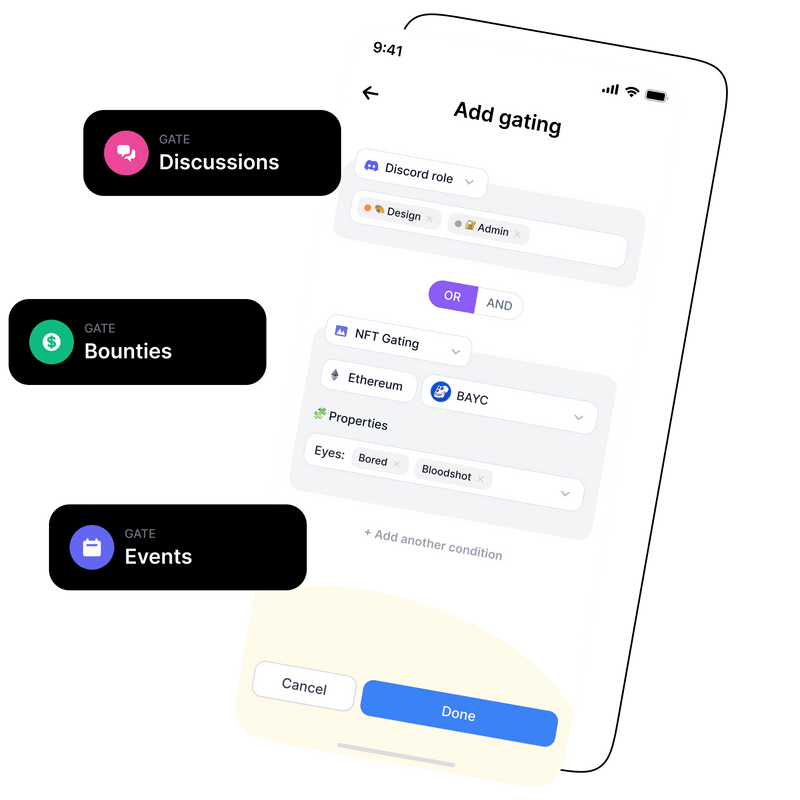 9:41
Add gating
GATE
Discussions
Discord role
Design
Admin
OR AND
GATE
Bounties
NFT Gating
Ethereum BAYC
Properties
Eyes: Bored Bloodshot
+ Add another condition
GATE
Events
Cancel Done